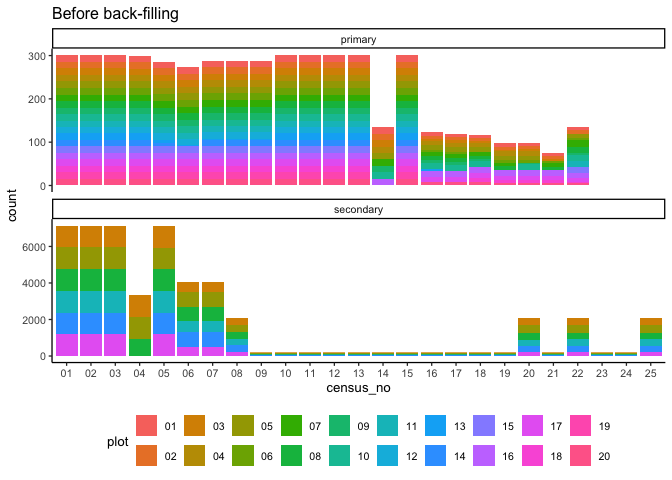 Before back-filling
primary
300
200
100
0
secondary
6000
4000
2000
0
count
01 02 03 04 05 06 07 08 09 10 11 12 13 14 15 16 17 18 19 20 21 22 23 24 25
census_no
plot
01 03 05 07 09 11 13 15 17 19
02 04 06 08 10 12 14 16 18 20